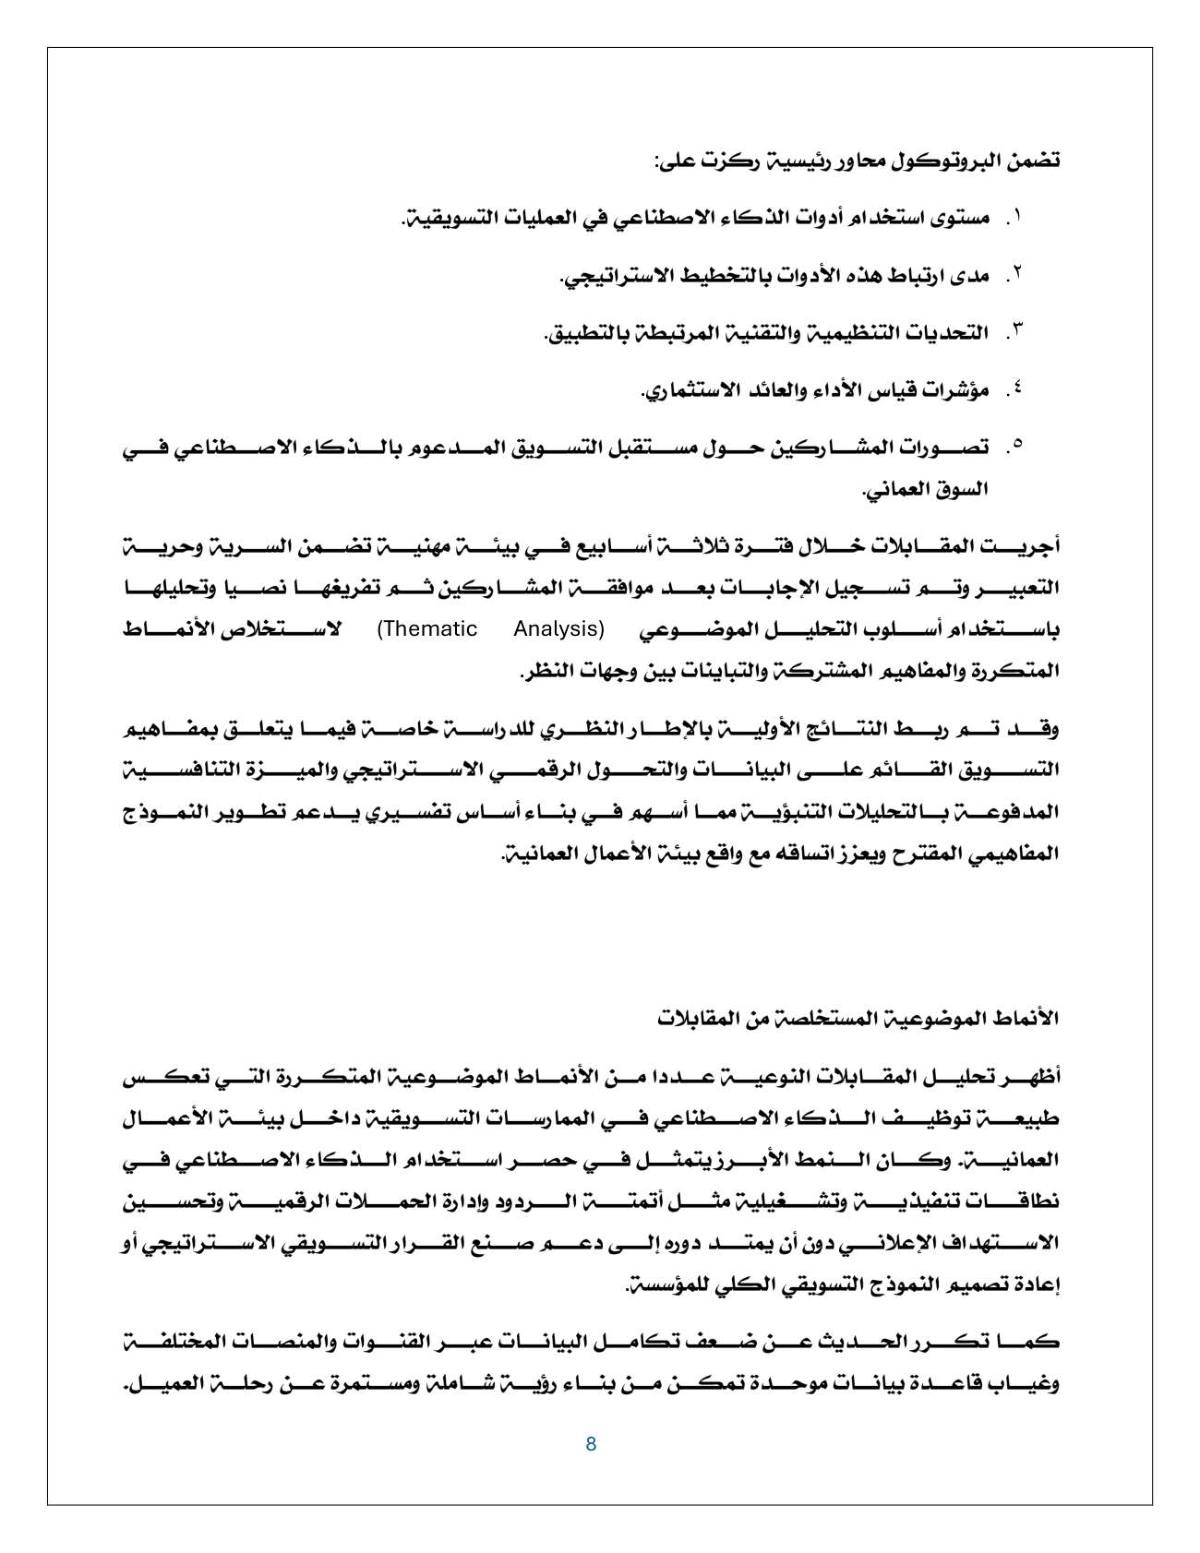 تضمن البروتوكول محاور رئيسية ركزت على:
١. مستوى استخدام أدوات الذكاء الاصطناعي في العمليات التسويقية.
٢. مدى ارتباط هذه الأدوات بالتخطيط الاستراتيجي.
٣. التحديات التنظيمية والتقنية المرتبطة بالتطبيق.
٤. مؤشرات قياس الأداء والعائد الاستثماري.
٥. تصورات المشاركين حول مستقبل التسويق المدعوم بالذكاء الاصطناعي في
السوق العماني.
أجريت المقابلات خلال فترة ثلاثة أسابيع في بيئة مهنية تضمن السرية وحرية
التعبير وتم تسجيل الإجابات بعد موافقة المشاركين ثم تفريغها نصيا وتحليلها
باستخدام أسلوب التحليل الموضوعي (Thematic Analysis) لاستخلاص الأنماط
المتكررة والمفاهيم المشتركة والتباينات بين وجهات النظر.
وقد تم ربط النتائج الأولية بالإطار النظري للدراسة خاصة فيما يتعلق بمفاهيم
التسويق القائم على البيانات والتحول الرقمي الاستراتيجي والميزة التنافسية
المدفوعة بالتحليلات التنبؤية مما أسهم في بناء أساس تفسيري يدعم تطوير النموذج
المفاهيمي المقترح ويعزز اتساقه مع واقع بيئة الأعمال العمانية.
الأنماط الموضوعية المستخلصة من المقابلات
أظهر تحليل المقابلات النوعية عددا من الأنماط الموضوعية المتكررة التي تعكس
طبيعة توظيف الذكاء الاصطناعي في الممارسات التسويقية داخل بيئة الأعمال
العمانية. وكان النمط الأبرز يتمثل في حصر استخدام الذكاء الاصطناعي في
نطاقات تنفيذية وتشغيلية مثل أتمتة الردود وإدارة الحملات الرقمية وتحسين
الاستهداف الإعلاني دون أن يمتد دوره إلى دعم صنع القرار التسويقي الاستراتيجي أو
إعادة تصميم النموذج التسويقي الكلي للمؤسسة.
كما تكرر الحديث عن ضعف تكامل البيانات عبر القنوات والمنصات المختلفة
وغياب قاعدة بيانات موحدة تمكن من بناء رؤية شاملة ومستمرة عن رحلة العميل.
8